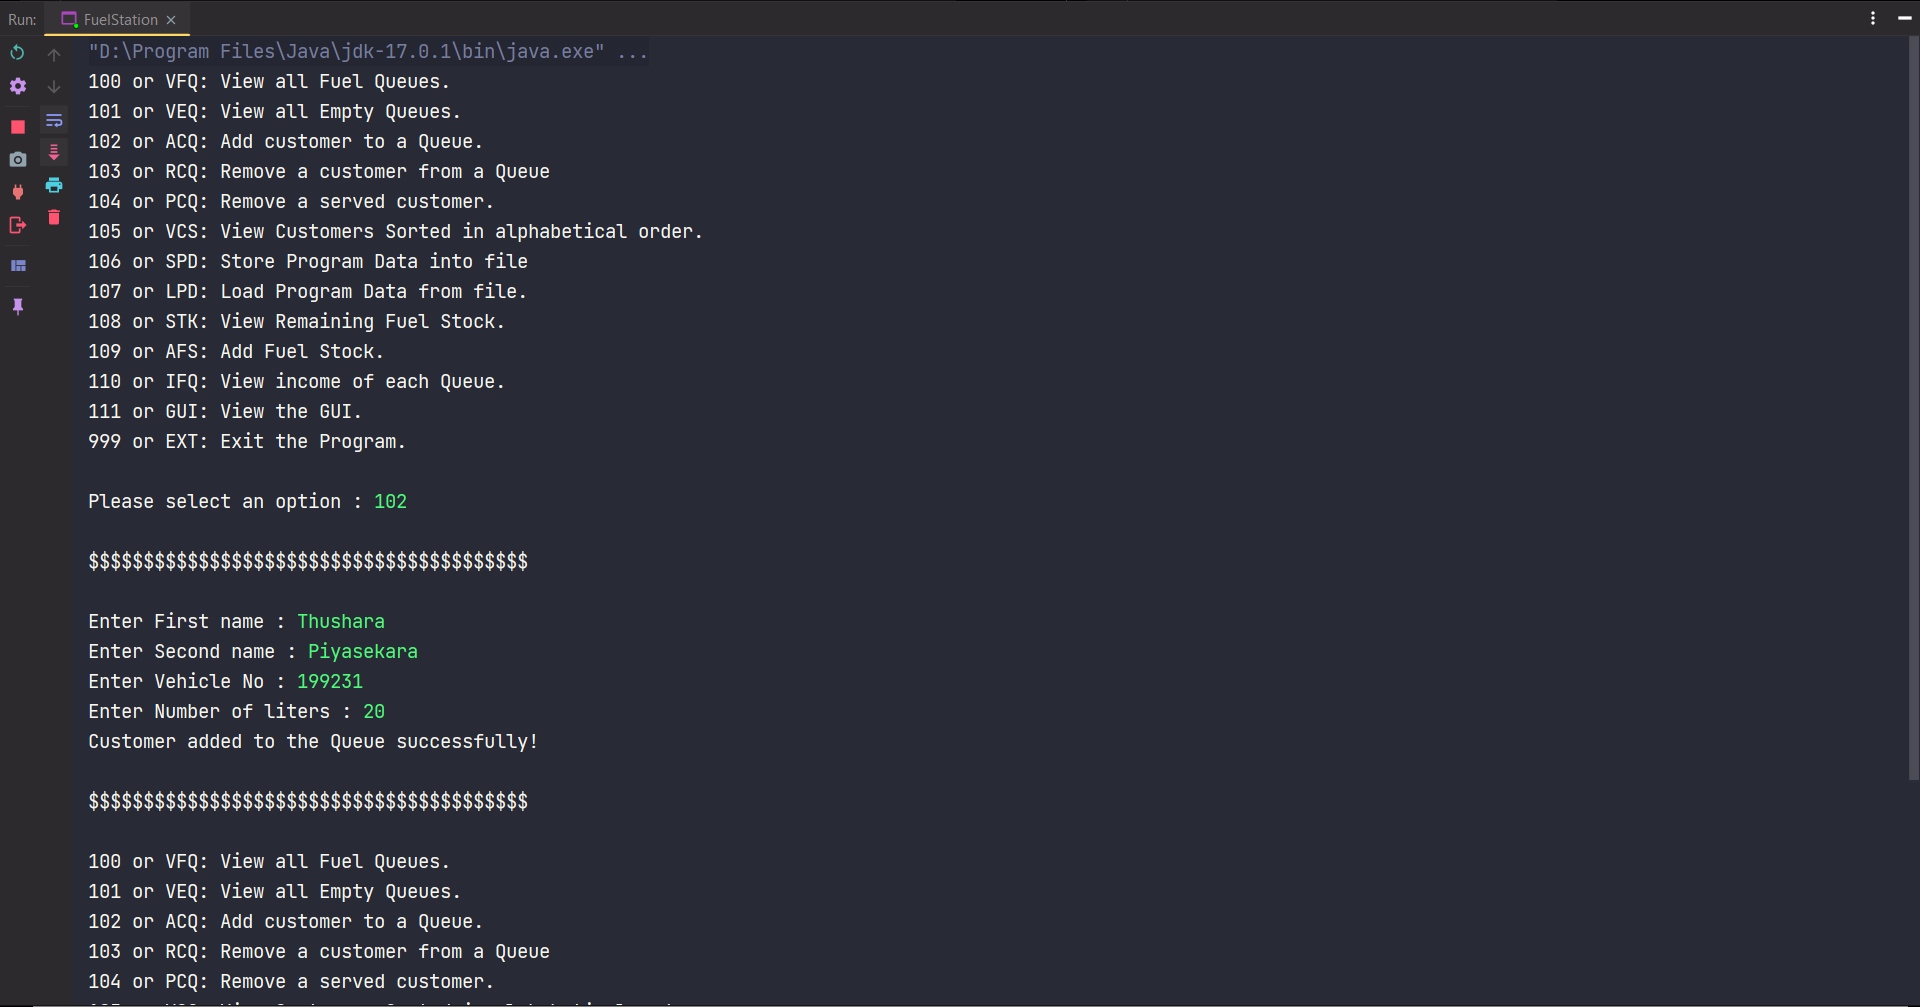 Run: FuelStation
"D:\Program Files\Java\jdk-17.0.1\bin\java.exe" ...
100 or VFQ: View all Fuel Queues.
101 or VEQ: View all Empty Queues.
102 or ACQ: Add customer to a Queue.
103 or RCQ: Remove a customer from a Queue
104 or PCQ: Remove a served customer.
105 or VCS: View Customers Sorted in alphabetical order.
106 or SPD: Store Program Data into file
107 or LPD: Load Program Data from file.
108 or STK: View Remaining Fuel Stock.
109 or AFS: Add Fuel Stock.
110 or IFQ: View income of each Queue.
111 or GUI: View the GUI.
999 or EXT: Exit the Program.
Please select an option : 102
$$$$$$$$$$$$$$$$$$$$$$$$$$$$$$$$$$$$$$$$
Enter First name : Thushara
Enter Second name : Piyasekara
Enter Vehicle No : 199231
Enter Number of liters : 20
Customer added to the Queue successfully!
$$$$$$$$$$$$$$$$$$$$$$$$$$$$$$$$$$$$$$$$
100 or VFQ: View all Fuel Queues.
101 or VEQ: View all Empty Queues.
102 or ACQ: Add customer to a Queue.
103 or RCQ: Remove a customer from a Queue
104 or PCQ: Remove a served customer.